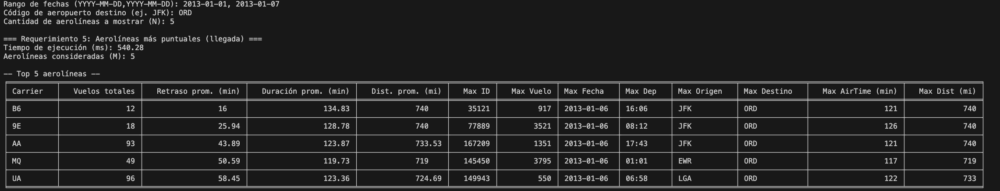 Rango de fechas (YYYY-MM-DD,YYYY-MM-DD): 2013-01-01, 2013-01-07
Código de aeropuerto destino (ej. JFK): ORD
Cantidad de aerolíneas a mostrar (N): 5
=== Requerimiento 5: Aerolíneas más puntuales (llegada) ===
Tiempo de ejecución (ms): 540.28
Aerolíneas consideradas (M): 5
-- Top 5 aerolíneas --
Carrier Vuelos totales Retraso prom. (min) Duración prom. (min) Dist. prom. (mi) Max ID Max Vuelo Max Fecha Max Dep Max Origen Max Destino Max AirTime (min) Max Dist (mi)
B6 12 16 134.83 740 35121 917 2013-01-06 16:06 JFK ORD 121 740
9E 18 25.94 128.78 740 77889 3521 2013-01-06 08:12 JFK ORD 126 740
AA 93 43.89 123.87 733.53 167209 1351 2013-01-06 17:43 JFK ORD 121 740
MQ 49 50.59 119.73 719 145450 3795 2013-01-06 01:01 EWR ORD 117 719
UA 96 58.45 123.36 724.69 149943 550 2013-01-06 06:58 LGA ORD 122 733